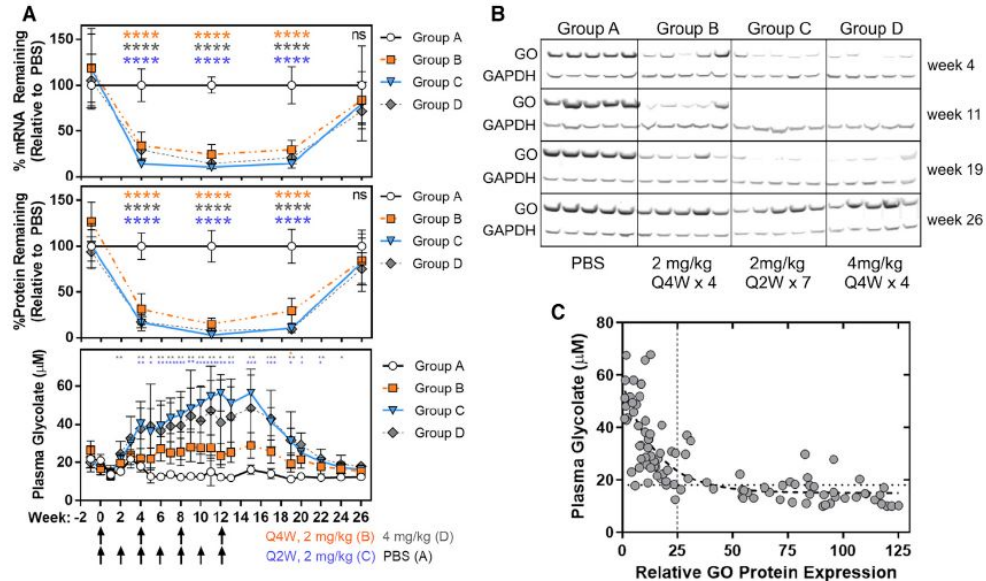 A
% mRNA Remaining
(Relative to PBS)
150
100
50
0
**** **** **** ns
**** **** ****
**** **** ****
Group A
Group B
Group C
Group D
%Protein Remaining
(Relative to PBS)
150
100
50
0
**** **** **** ns
**** **** ****
**** **** ****
Group A
Group B
Group C
Group D
Plasma Glycolate (μM)
60
40
20
0
Group A
Group B
Group C
Group D
Week:
-2 0 2 4 6 8 10 12 14 16 18 20 22 24 26
Q4W, 2 mg/kg (B) 4 mg/kg (D)
Q2W, 2 mg/kg (C) PBS (A)
B
Group A Group B Group C Group D
GO
GAPDH
week 4
GO
GAPDH
week 11
GO
GAPDH
week 19
GO
GAPDH
week 26
PBS
2 mg/kg
Q4W x 4
2mg/kg
Q2W x 7
4mg/kg
Q4W x 4
C
Plasma Glycolate (μM)
80
60
40
20
0
0 25 50 75 100 125
Relative GO Protein Expression